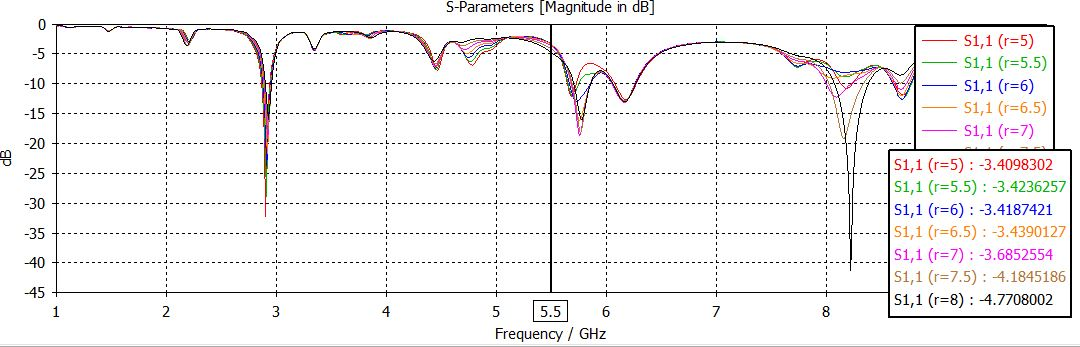 S-Parameters [Magnitude in dB]
0
-5
-10
-15
-20
-25
-30
-35
-40
-45
dB
1
2
3
4
5
5.5
6
7
8
Frequency / GHz
S1,1 (r=5)
S1,1 (r=5.5)
S1,1 (r=6)
S1,1 (r=6.5)
S1,1 (r=7)
S1,1 (r=5) : -3.4098302
S1,1 (r=5.5) : -3.4236257
S1,1 (r=6) : -3.4187421
S1,1 (r=6.5) : -3.4390127
S1,1 (r=7) : -3.6852554
S1,1 (r=7.5) : -4.1845186
S1,1 (r=8) : -4.7708002